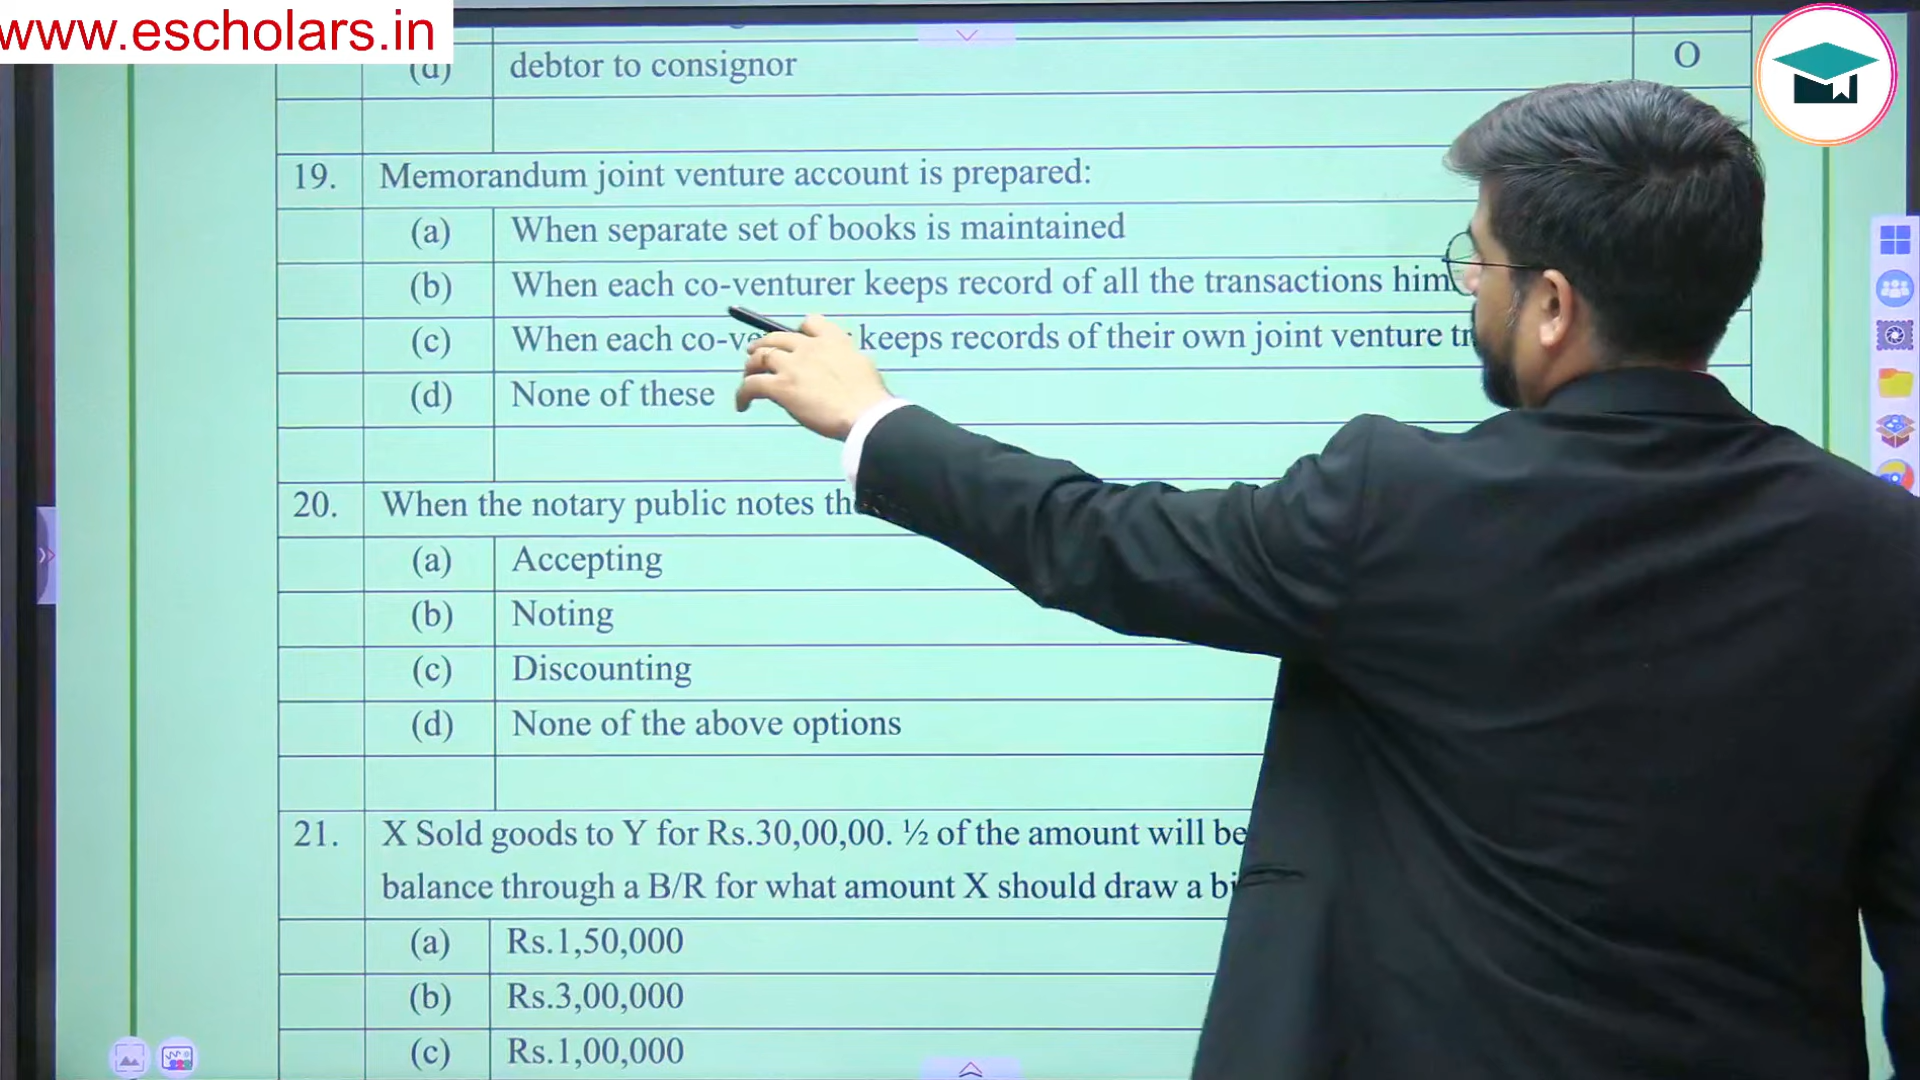 www.escholars.in
(d) debtor to consignor O
19. Memorandum joint venture account is prepared:
(a) When separate set of books is maintained
(b) When each co-venturer keeps record of all the transactions him
(c) When each co-ve keeps records of their own joint venture tr
(d) None of these
20. When the notary public notes the
(a) Accepting
(b) Noting
(c) Discounting
(d) None of the above options
21. X Sold goods to Y for Rs.30,00,00. ½ of the amount will be
balance through a B/R for what amount X should draw a bi
(a) Rs.1,50,000
(b) Rs.3,00,000
(c) Rs.1,00,000